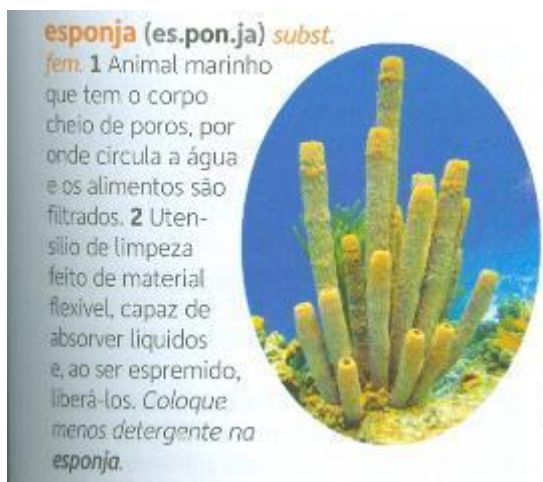 esponja (es.pon.ja) subst.
fem. 1 Animal marinho
que tem o corpo
cheio de poros, por
onde circula a água
e os alimentos são
filtrados. 2 Uten-
sílio de limpeza
feito de material
flexível, capaz de
absorver líquidos
e, ao ser espremido,
liberá-los. Coloque
menos detergente na
esponja.